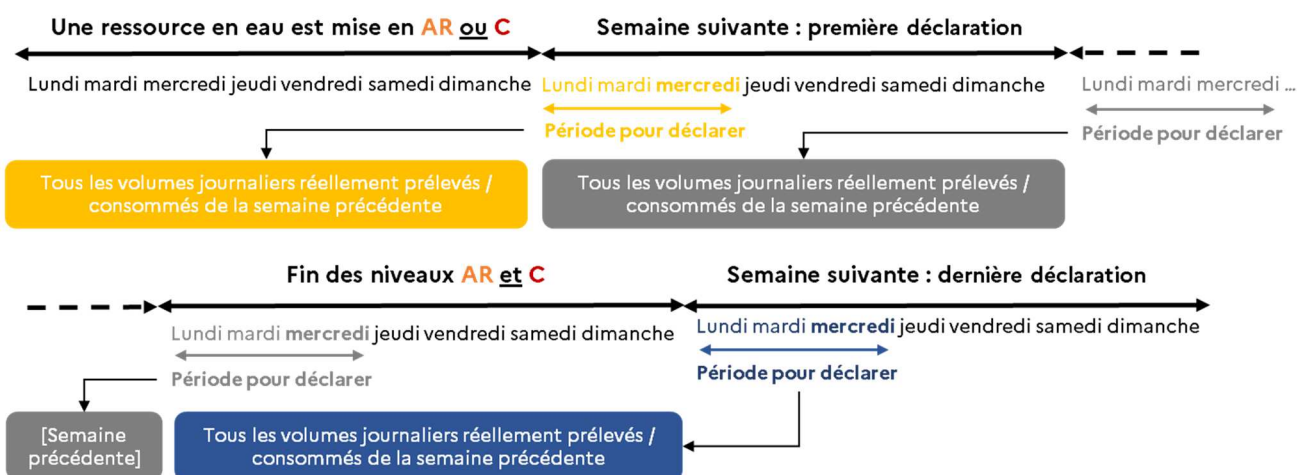 Une ressource en eau est mise en AR ou C
Semaine suivante : première déclaration
Lundi mardi mercredi jeudi vendredi samedi dimanche
Lundi mardi mercredi jeudi vendredi samedi dimanche
Lundi mardi mercredi ...
Période pour déclarer
Période pour déclarer
Tous les volumes journaliers réellement prélevés /
consommés de la semaine précédente
Tous les volumes journaliers réellement prélevés /
consommés de la semaine précédente
Fin des niveaux AR et C
Semaine suivante : dernière déclaration
Lundi mardi mercredi jeudi vendredi samedi dimanche
Lundi mardi mercredi jeudi vendredi samedi dimanche
Période pour déclarer
Période pour déclarer
[Semaine
précédente]
Tous les volumes journaliers réellement prélevés /
consommés de la semaine précédente